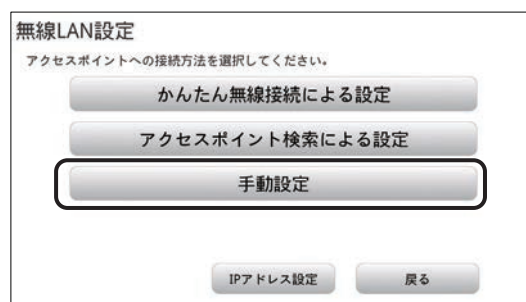 無線LAN設定
アクセスポイントへの接続方法を選択してください。
かんたん無線接続による設定
アクセスポイント検索による設定
手動設定
IPアドレス設定
戻る